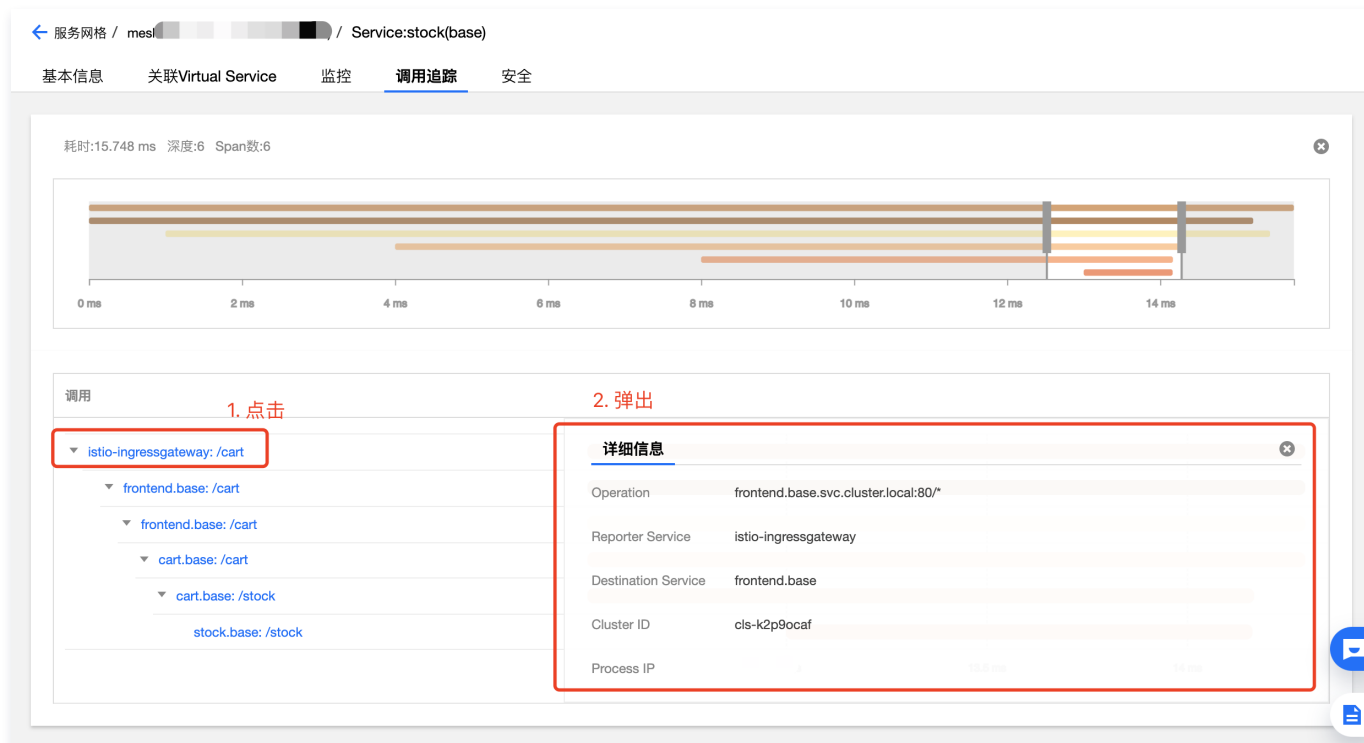 服务网格 / mesh / Service:stock(base)
基本信息 关联Virtual Service 监控 调用追踪 安全
耗时:15.748 ms 深度:6 Span数:6
0 ms 2 ms 4 ms 6 ms 8 ms 10 ms 12 ms 14 ms
调用
1. 点击
2. 弹出
istio-ingressgateway: /cart
frontend.base: /cart
frontend.base: /cart
cart.base: /cart
cart.base: /stock
stock.base: /stock
详细信息
Operation frontend.base.svc.cluster.local:80/*
Reporter Service istio-ingressgateway
Destination Service frontend.base
Cluster ID cls-k2p9ocaf
Process IP